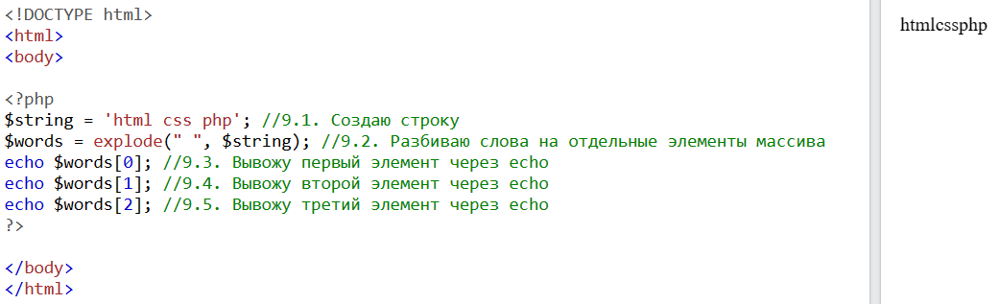 <!DOCTYPE html>
<html>
<body>
<?php
$string = 'html css php'; //9.1. Создаю строку
$words = explode(" ", $string); //9.2. Разбиваю слова на отдельные элементы массива
echo $words[0]; //9.3. Вывожу первый элемент через echo
echo $words[1]; //9.4. Вывожу второй элемент через echo
echo $words[2]; //9.5. Вывожу третий элемент через echo
?>
</body>
</html>
htmlcssphp